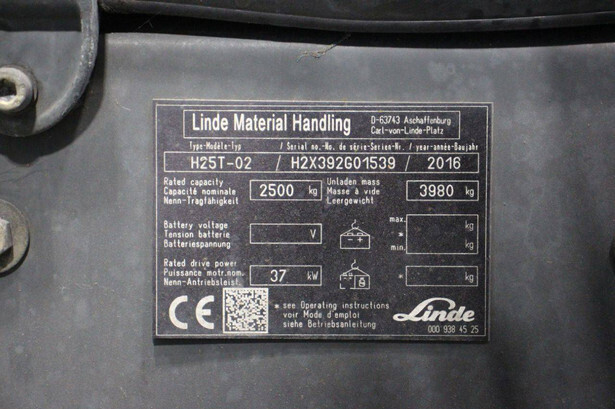 Linde Material Handling
D-63743 Aschaffenburg
Carl-von-Linde-Platz
Type-Modèle-Typ / Serial no.-No. de série-Serien-Nr. / year-année-Baujahr
H25T-02 / H2X392G01539 / 2016
Rated capacity
Capacité nominale
Nenn-Tragfähigkeit
2500 kg
Unladen mass
Masse à vide
Leergewicht
3980 kg
Battery voltage
Tension batterie
Batteriespannung
V
max.
*
min.
kg
kg
Rated drive power
Puissance motr.nom.
Nenn-Antriebsleist.
37 kW
* kg
CE
* see Operating instructions
voir Mode d'emploi
siehe Betriebsanleitung
Linde
000 938 45 25